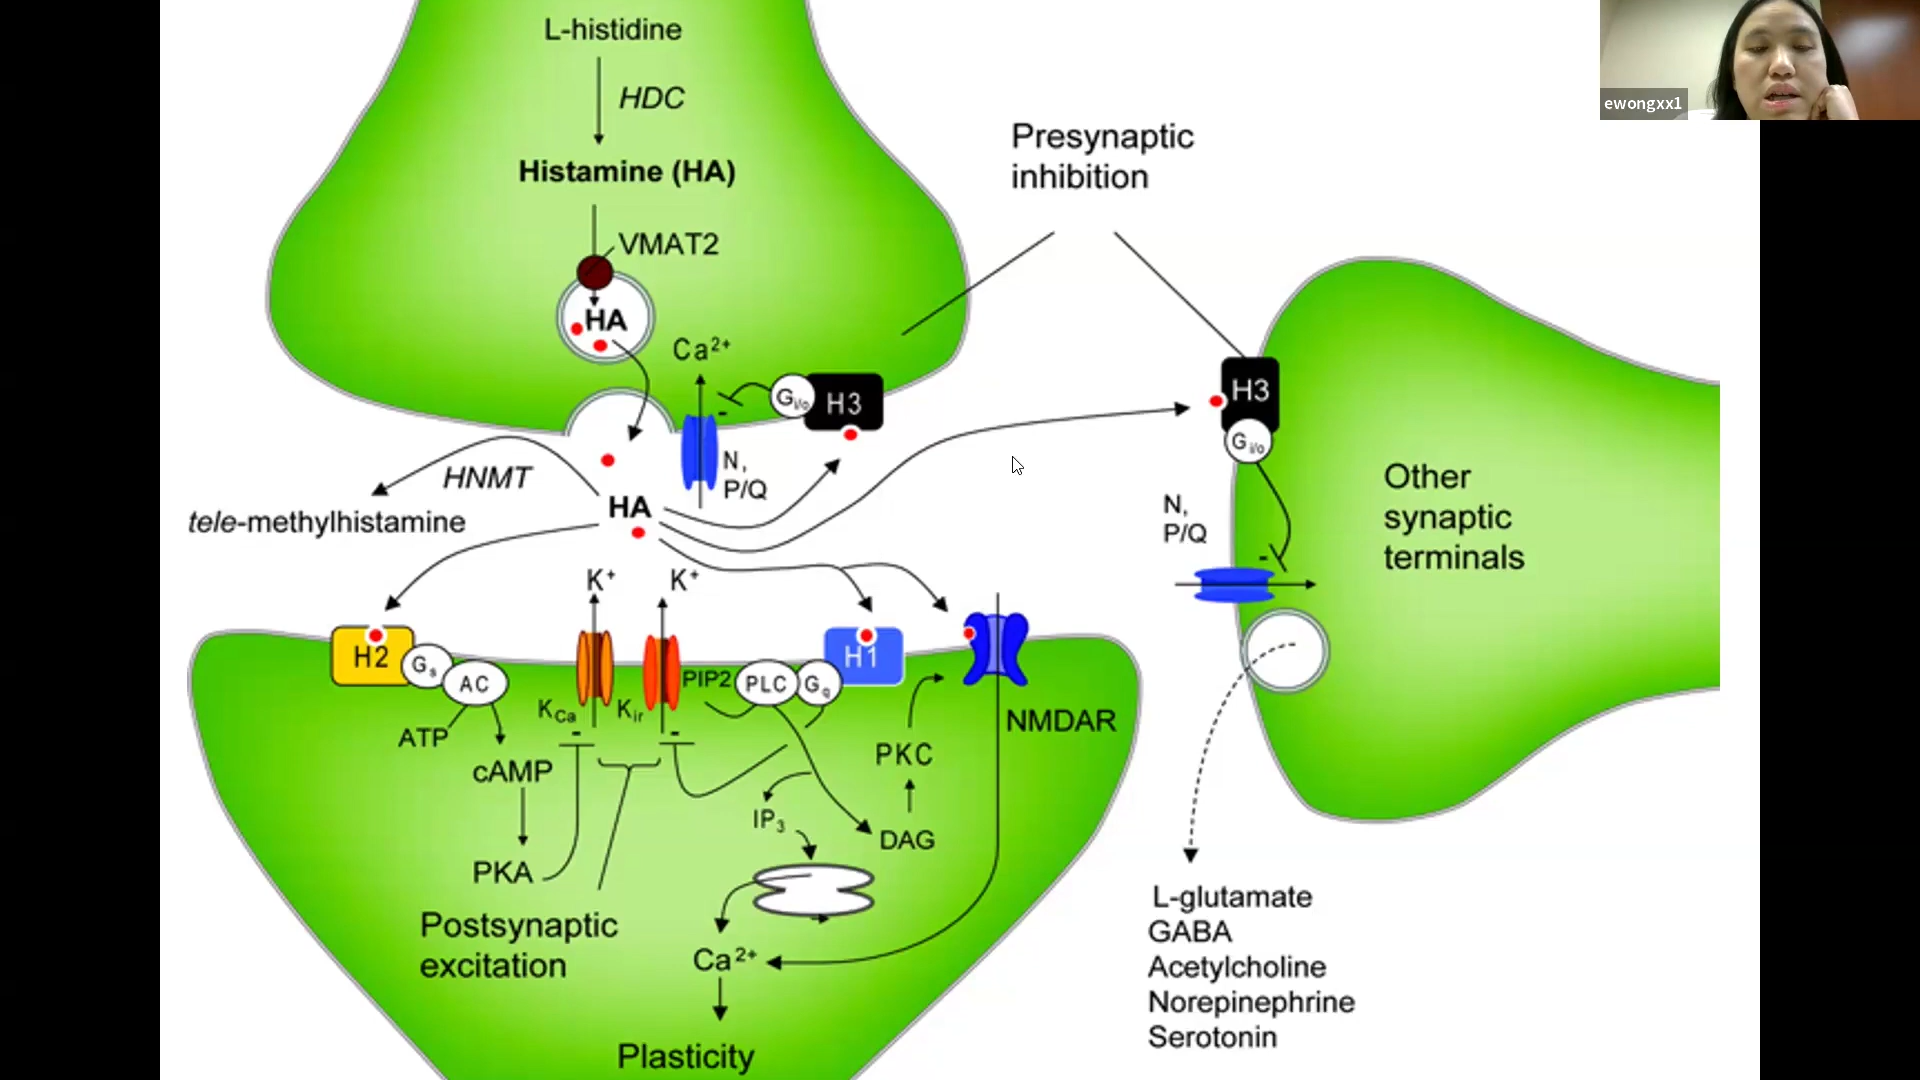 L-histidine
HDC
Histamine (HA)
VMAT2
HA
Ca²⁺
-
Gi/o
H3
N,
P/Q
HNMT
HA
tele-methylhistamine
Presynaptic
inhibition
H3
Gi/o
N,
P/Q
-
Other
synaptic
terminals
K⁺
K⁺
H2
Gs
AC
ATP
cAMP
PKA
KCa
Kir
-
-
PIP2
PLC
Gq
H1
NMDAR
PKC
IP3
DAG
Postsynaptic
excitation
Ca²⁺
Plasticity
L-glutamate
GABA
Acetylcholine
Norepinephrine
Serotonin
ewongxx1